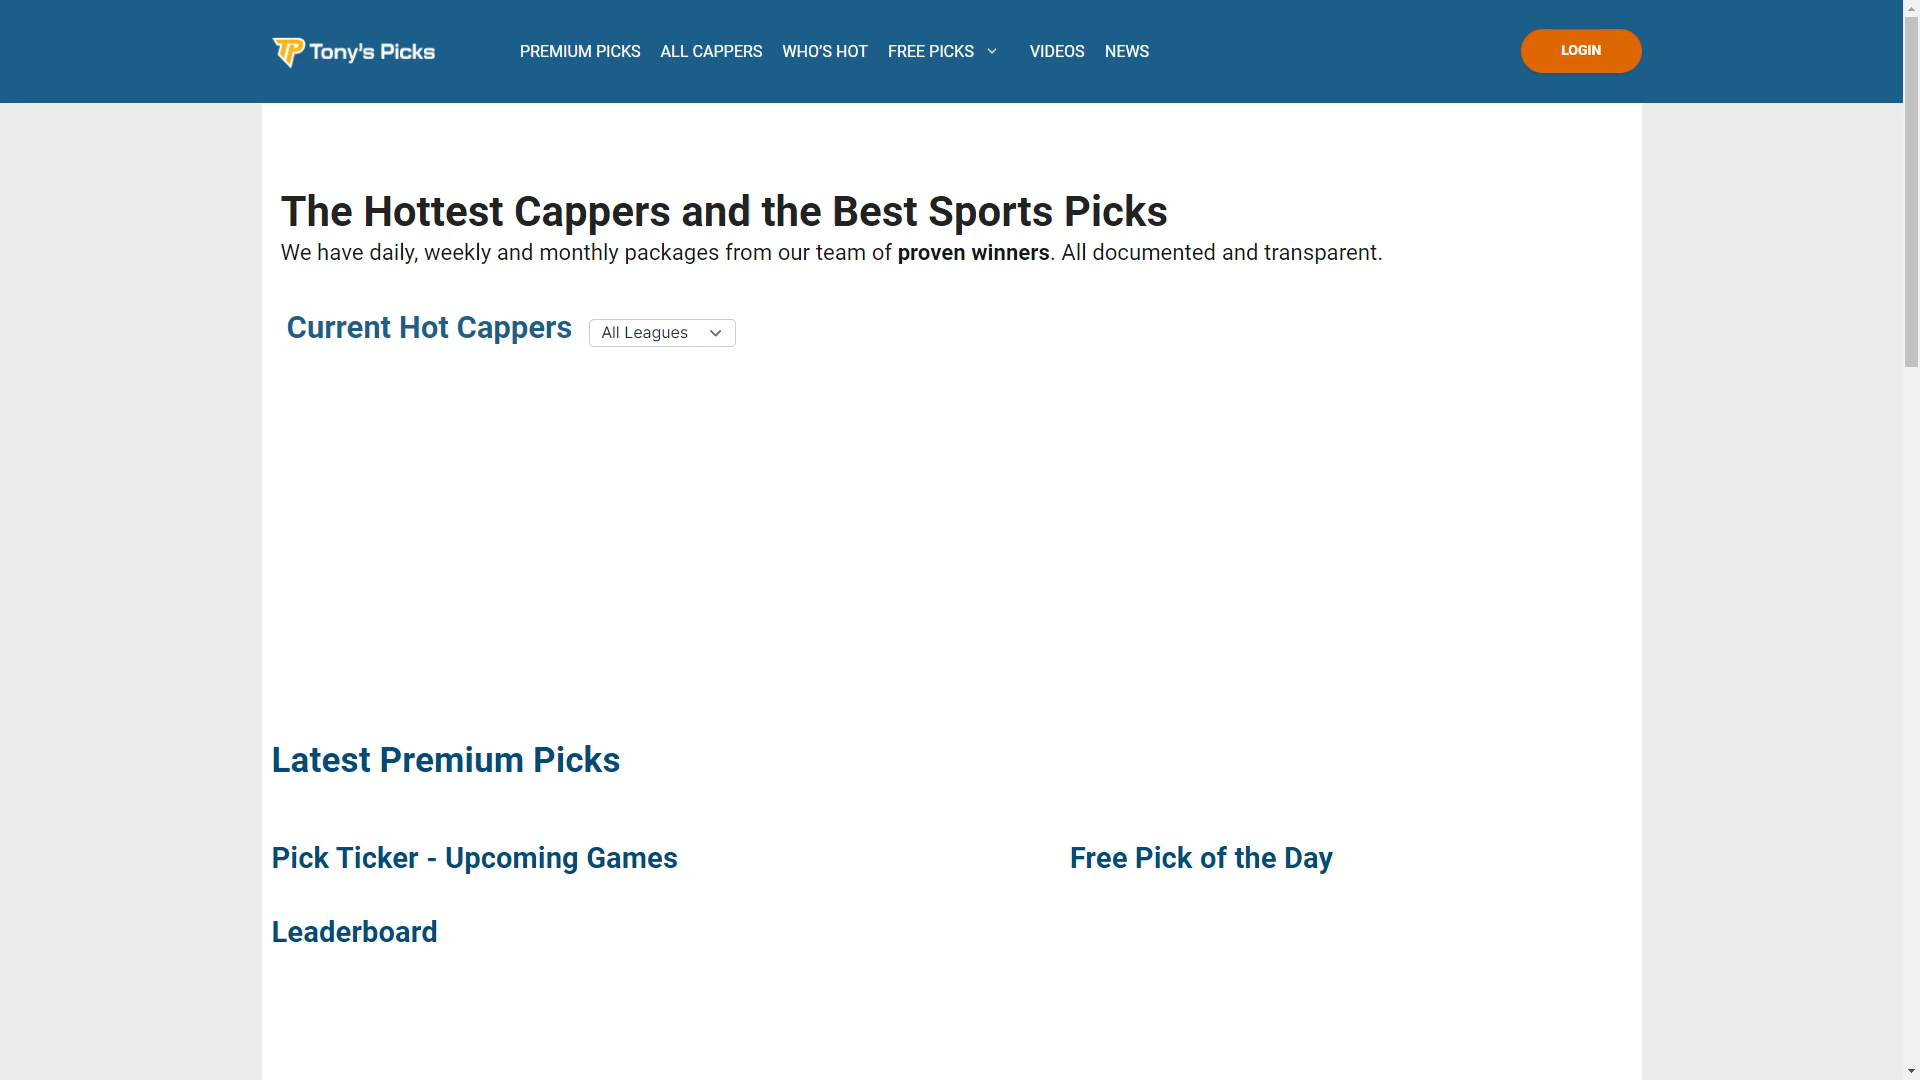 Tony's Picks
PREMIUM PICKS ALL CAPPERS WHO'S HOT FREE PICKS VIDEOS NEWS
LOGIN
The Hottest Cappers and the Best Sports Picks
We have daily, weekly and monthly packages from our team of proven winners. All documented and transparent.
Current Hot Cappers
All Leagues
Latest Premium Picks
Pick Ticker - Upcoming Games
Free Pick of the Day
Leaderboard